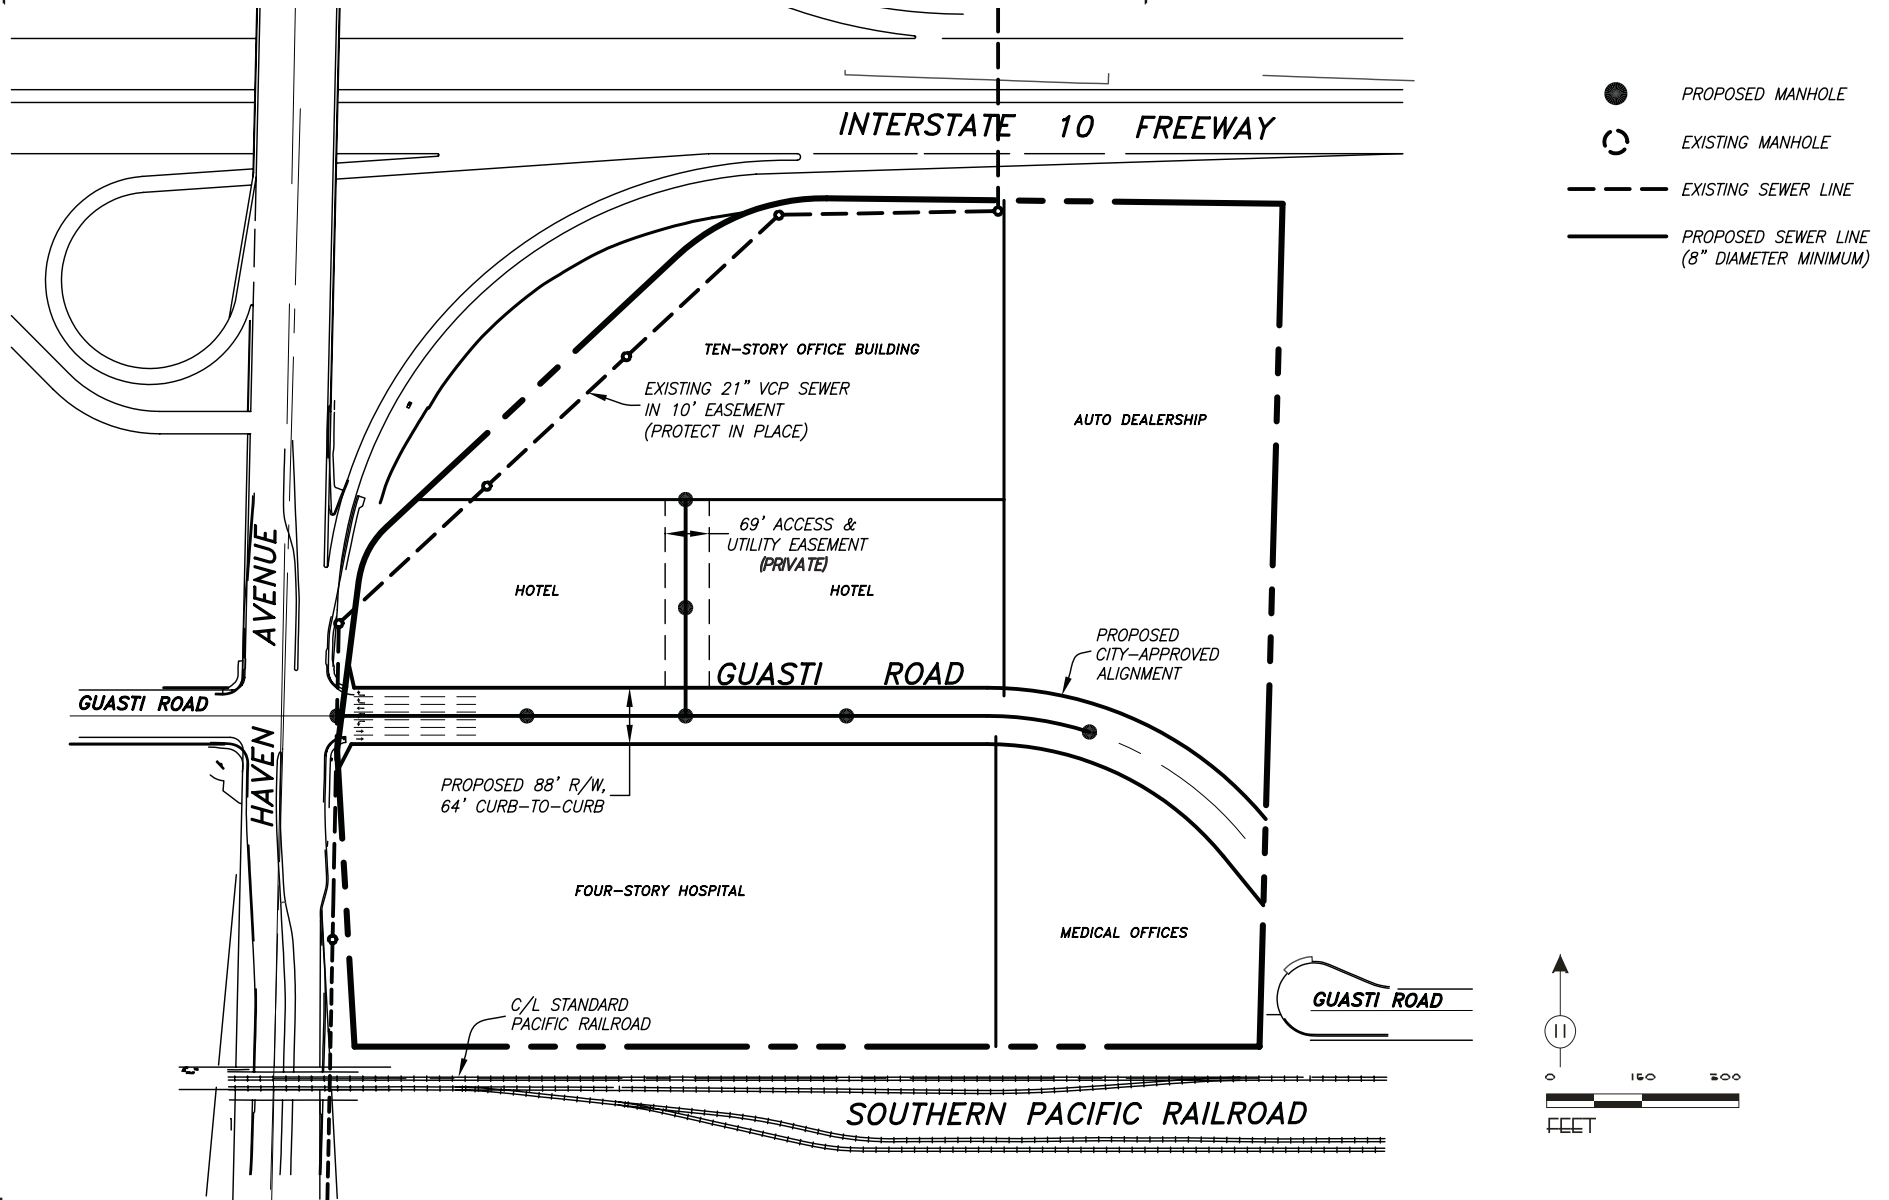 PROPOSED MANHOLE
INTERSTATE 10 FREEWAY
EXISTING MANHOLE
EXISTING SEWER LINE
PROPOSED SEWER LINE
(8" DIAMETER MINIMUM)
TEN-STORY OFFICE BUILDING
EXISTING 21" VCP SEWER
IN 10' EASEMENT
(PROTECT IN PLACE)
AUTO DEALERSHIP
69' ACCESS &
UTILITY EASEMENT
(PRIVATE)
HOTEL
HOTEL
HAVEN AVENUE
PROPOSED
CITY-APPROVED
ALIGNMENT
GUASTI ROAD
GUASTI ROAD
PROPOSED 88' R/W,
64' CURB-TO-CURB
FOUR-STORY HOSPITAL
MEDICAL OFFICES
C/L STANDARD
PACIFIC RAILROAD
GUASTI ROAD
SOUTHERN PACIFIC RAILROAD
0 150 300
FEET